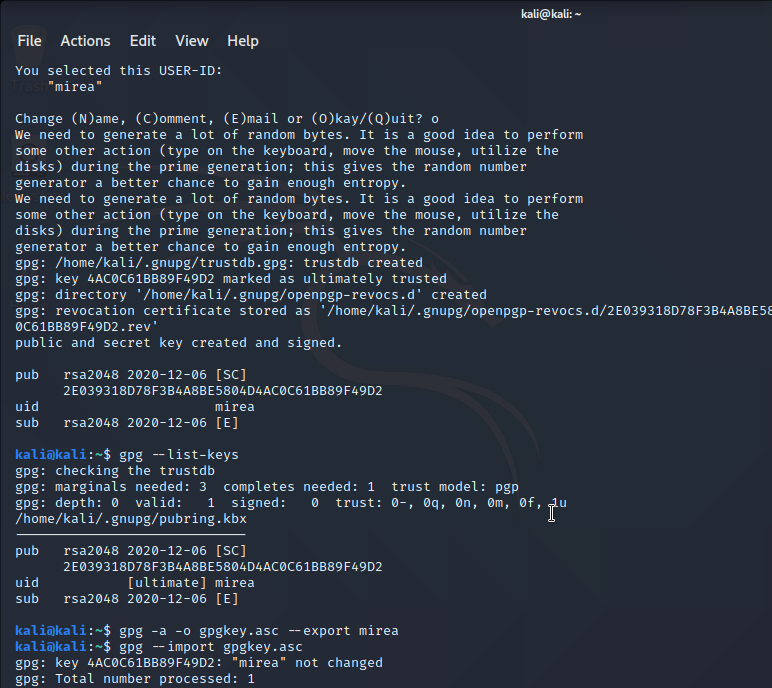 kali@kali: ~
File Actions Edit View Help
You selected this USER-ID:
"mirea"
Change (N)ame, (C)omment, (E)mail or (O)kay/(Q)uit? o
We need to generate a lot of random bytes. It is a good idea to perform
some other action (type on the keyboard, move the mouse, utilize the
disks) during the prime generation; this gives the random number
generator a better chance to gain enough entropy.
We need to generate a lot of random bytes. It is a good idea to perform
some other action (type on the keyboard, move the mouse, utilize the
disks) during the prime generation; this gives the random number
generator a better chance to gain enough entropy.
gpg: /home/kali/.gnupg/trustdb.gpg: trustdb created
gpg: key 4AC0C61BB89F49D2 marked as ultimately trusted
gpg: directory '/home/kali/.gnupg/openpgp-revocs.d' created
gpg: revocation certificate stored as '/home/kali/.gnupg/openpgp-revocs.d/2E039318D78F3B4A8BE58
0C61BB89F49D2.rev'
public and secret key created and signed.
pub rsa2048 2020-12-06 [SC]
2E039318D78F3B4A8BE5804D4AC0C61BB89F49D2
uid mirea
sub rsa2048 2020-12-06 [E]
kali@kali:~$ gpg --list-keys
gpg: checking the trustdb
gpg: marginals needed: 3 completes needed: 1 trust model: pgp
gpg: depth: 0 valid: 1 signed: 0 trust: 0-, 0q, 0n, 0m, 0f, 1u
/home/kali/.gnupg/pubring.kbx
-----------------------------
pub rsa2048 2020-12-06 [SC]
2E039318D78F3B4A8BE5804D4AC0C61BB89F49D2
uid [ultimate] mirea
sub rsa2048 2020-12-06 [E]
kali@kali:~$ gpg -a -o gpgkey.asc --export mirea
kali@kali:~$ gpg --import gpgkey.asc
gpg: key 4AC0C61BB89F49D2: "mirea" not changed
gpg: Total number processed: 1